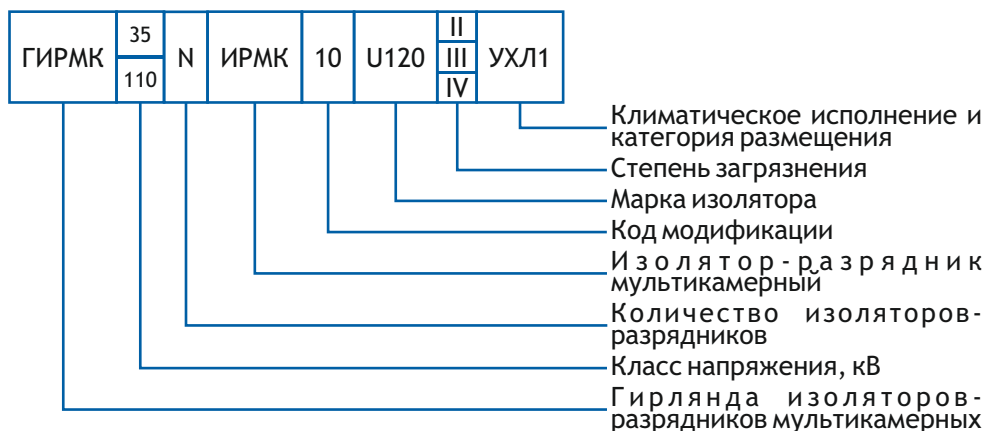 ГИРМК 35 110 N ИРМК 10 U120 II III IV УХЛ1
Климатическое исполнение и
категория размещения
Степень загрязнения
Марка изолятора
Код модификации
Изолятор-разрядник
мультикамерный
Количество изоляторов-
разрядников
Класс напряжения, кВ
Гирлянда изоляторов-
разрядников мультикамерных